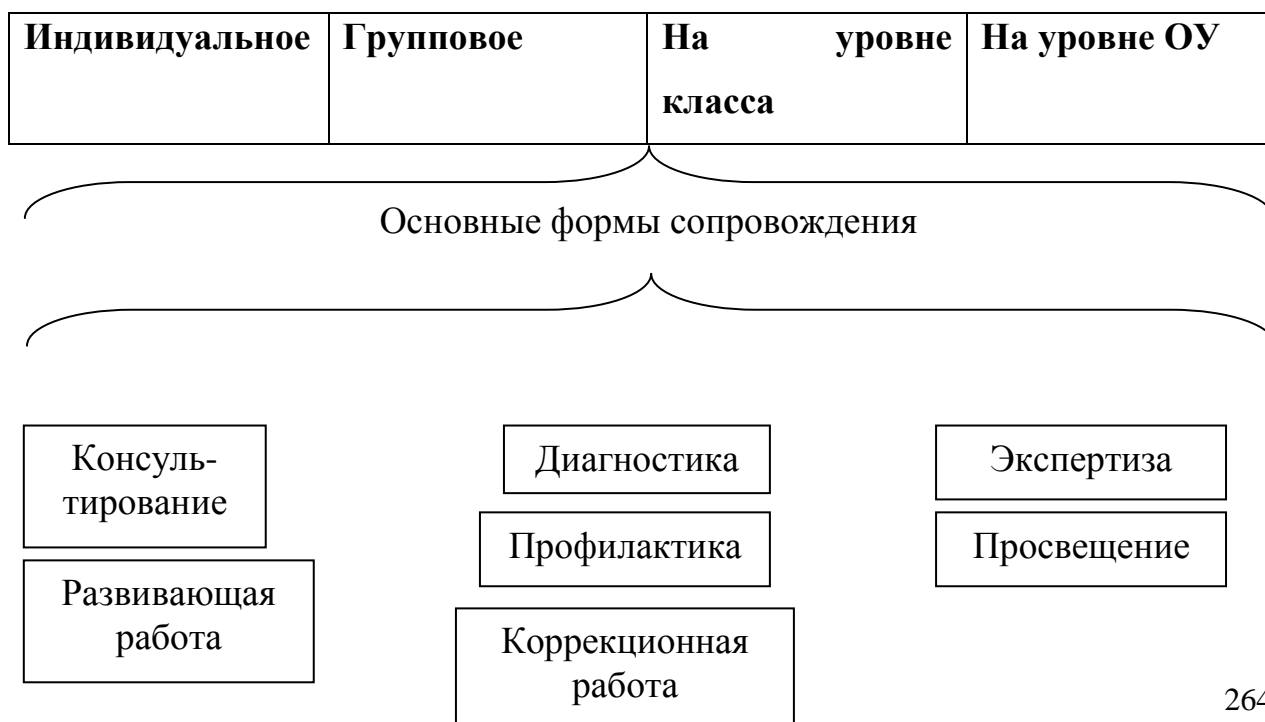 Индивидуальное Групповое На уровне На уровне ОУ
класса
Основные формы сопровождения
Консуль-
тирование
Диагностика
Экспертиза
Профилактика
Просвещение
Развивающая
работа
Коррекционная
работа
264